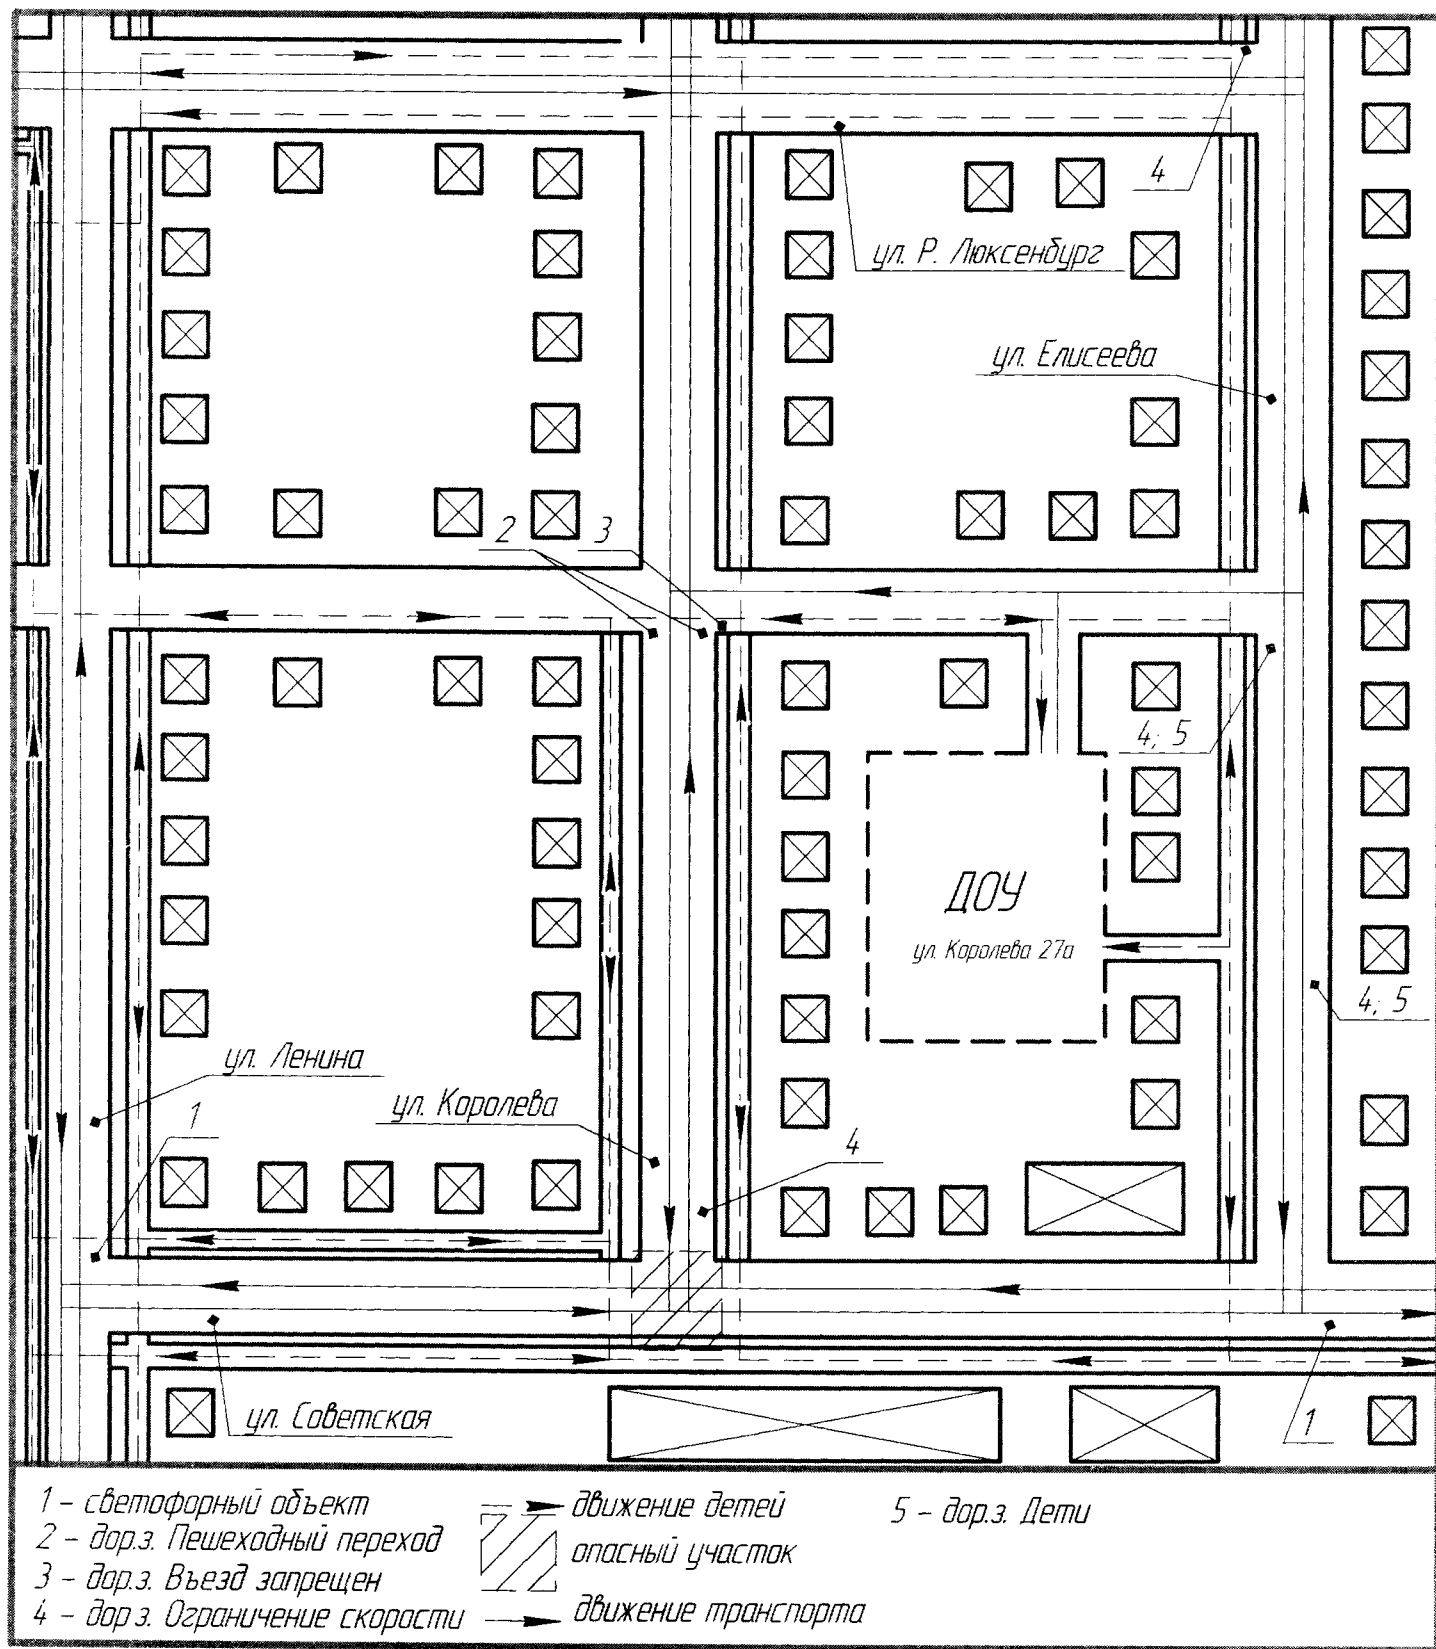 4
ул. Р. Люксенбург
ул. Елисеева
2
3
4; 5
ДОУ
ул. Королева 27а
4; 5
ул. Ленина
ул. Королева
1
4
ул. Советская
1
1 - светофорный объект
2 - дор.з. Пешеходный переход
3 - дор.з. Въезд запрещен
4 - дор.з. Ограничение скорости
движение детей
опасный участок
движение транспорта
5 - дор.з. Дети